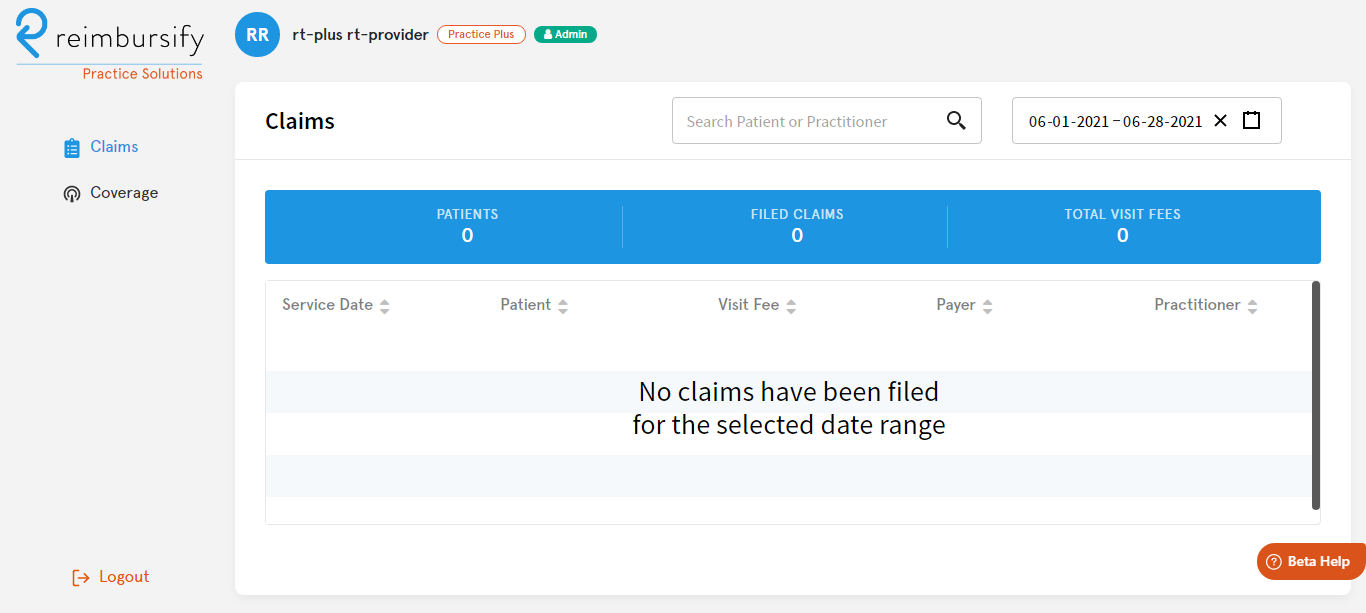 reimbursify
Practice Solutions
RR rt-plus rt-provider Practice Plus Admin
Claims
Coverage
Logout
Claims
Search Patient or Practitioner
06-01-2021 – 06-28-2021
PATIENTS FILED CLAIMS TOTAL VISIT FEES
0 0 0
Service Date Patient Visit Fee Payer Practitioner
No claims have been filed
for the selected date range
? Beta Help